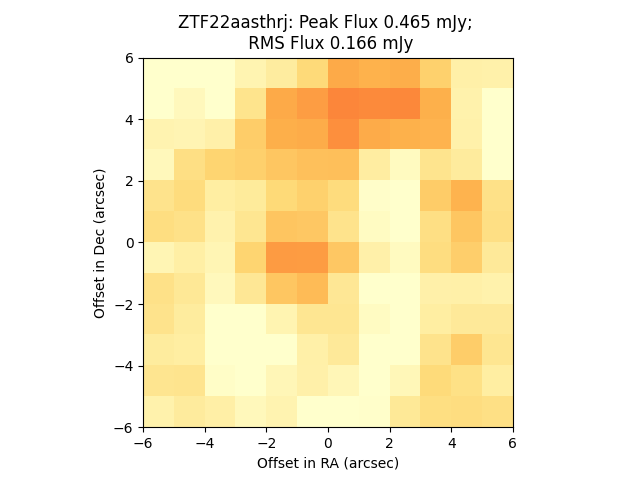 ZTF22aasthrj: Peak Flux 0.465 mJy;
RMS Flux 0.166 mJy
6
4
2
0
−2
−4
−6
Offset in Dec (arcsec)
−6 −4 −2 0 2 4 6
Offset in RA (arcsec)